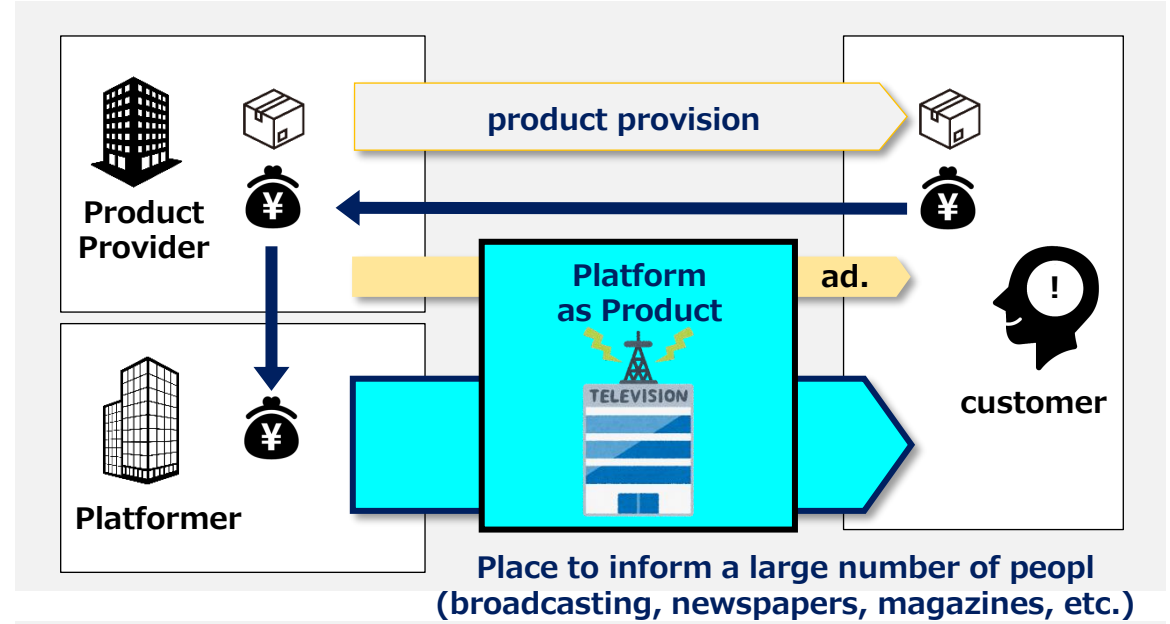 product provision
¥
¥
Product
Provider
Platform
as Product
ad.
!
TELEVISION
customer
¥
Platformer
Place to inform a large number of peopl
(broadcasting, newspapers, magazines, etc.)